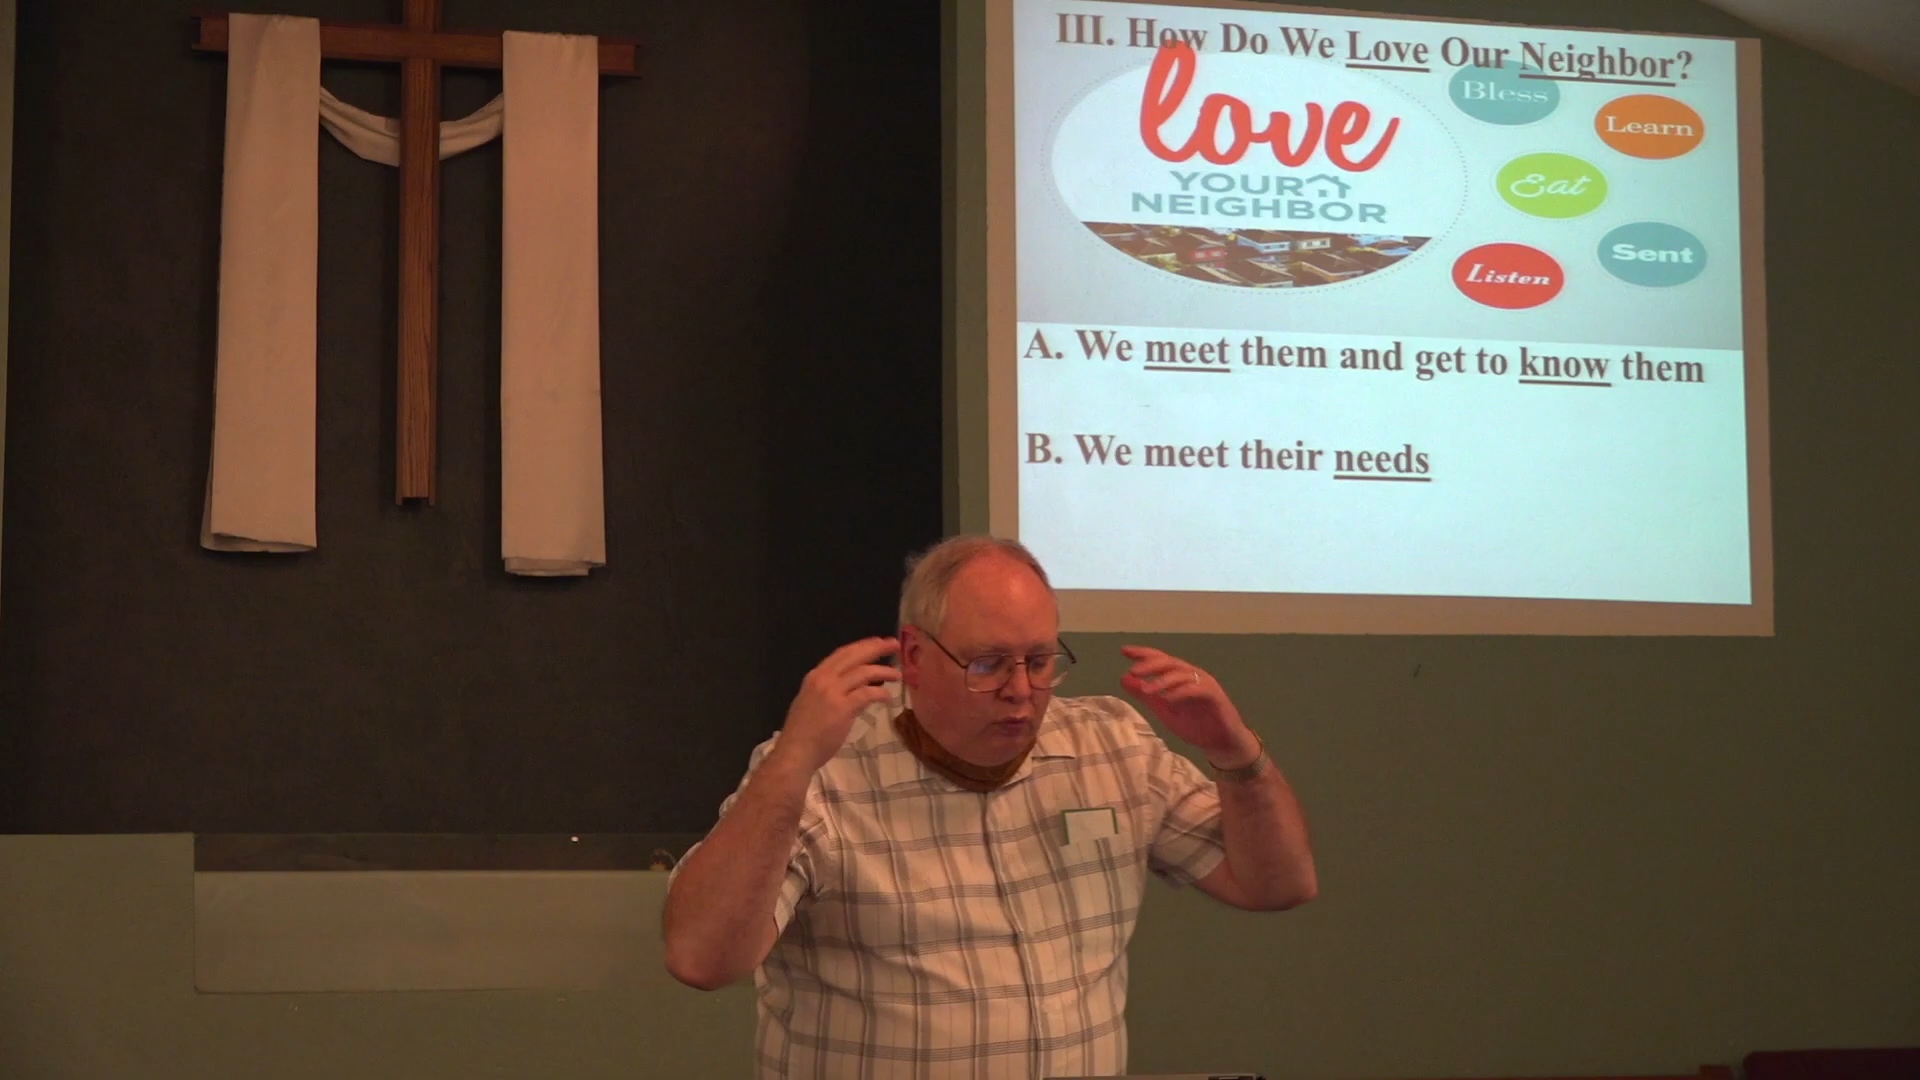 III. How Do We Love Our Neighbor?
love
YOUR
NEIGHBOR
Bless
Learn
Eat
Sent
Listen
A. We meet them and get to know them
B. We meet their needs